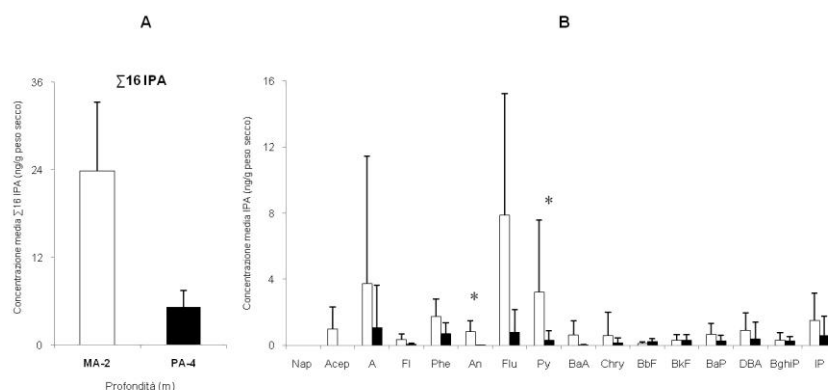 A
B
∑16 IPA
Concentrazione media ∑16 IPA (ng/g peso secco)
36
24
12
0
MA-2 PA-4
Profondità (m)
Concentrazione media IPA (ng/g peso secco)
16
12
8
4
0
*
*
Nap Acep A Fl Phe An Flu Py BaA Chry BbF BkF BaP DBA BghiP IP